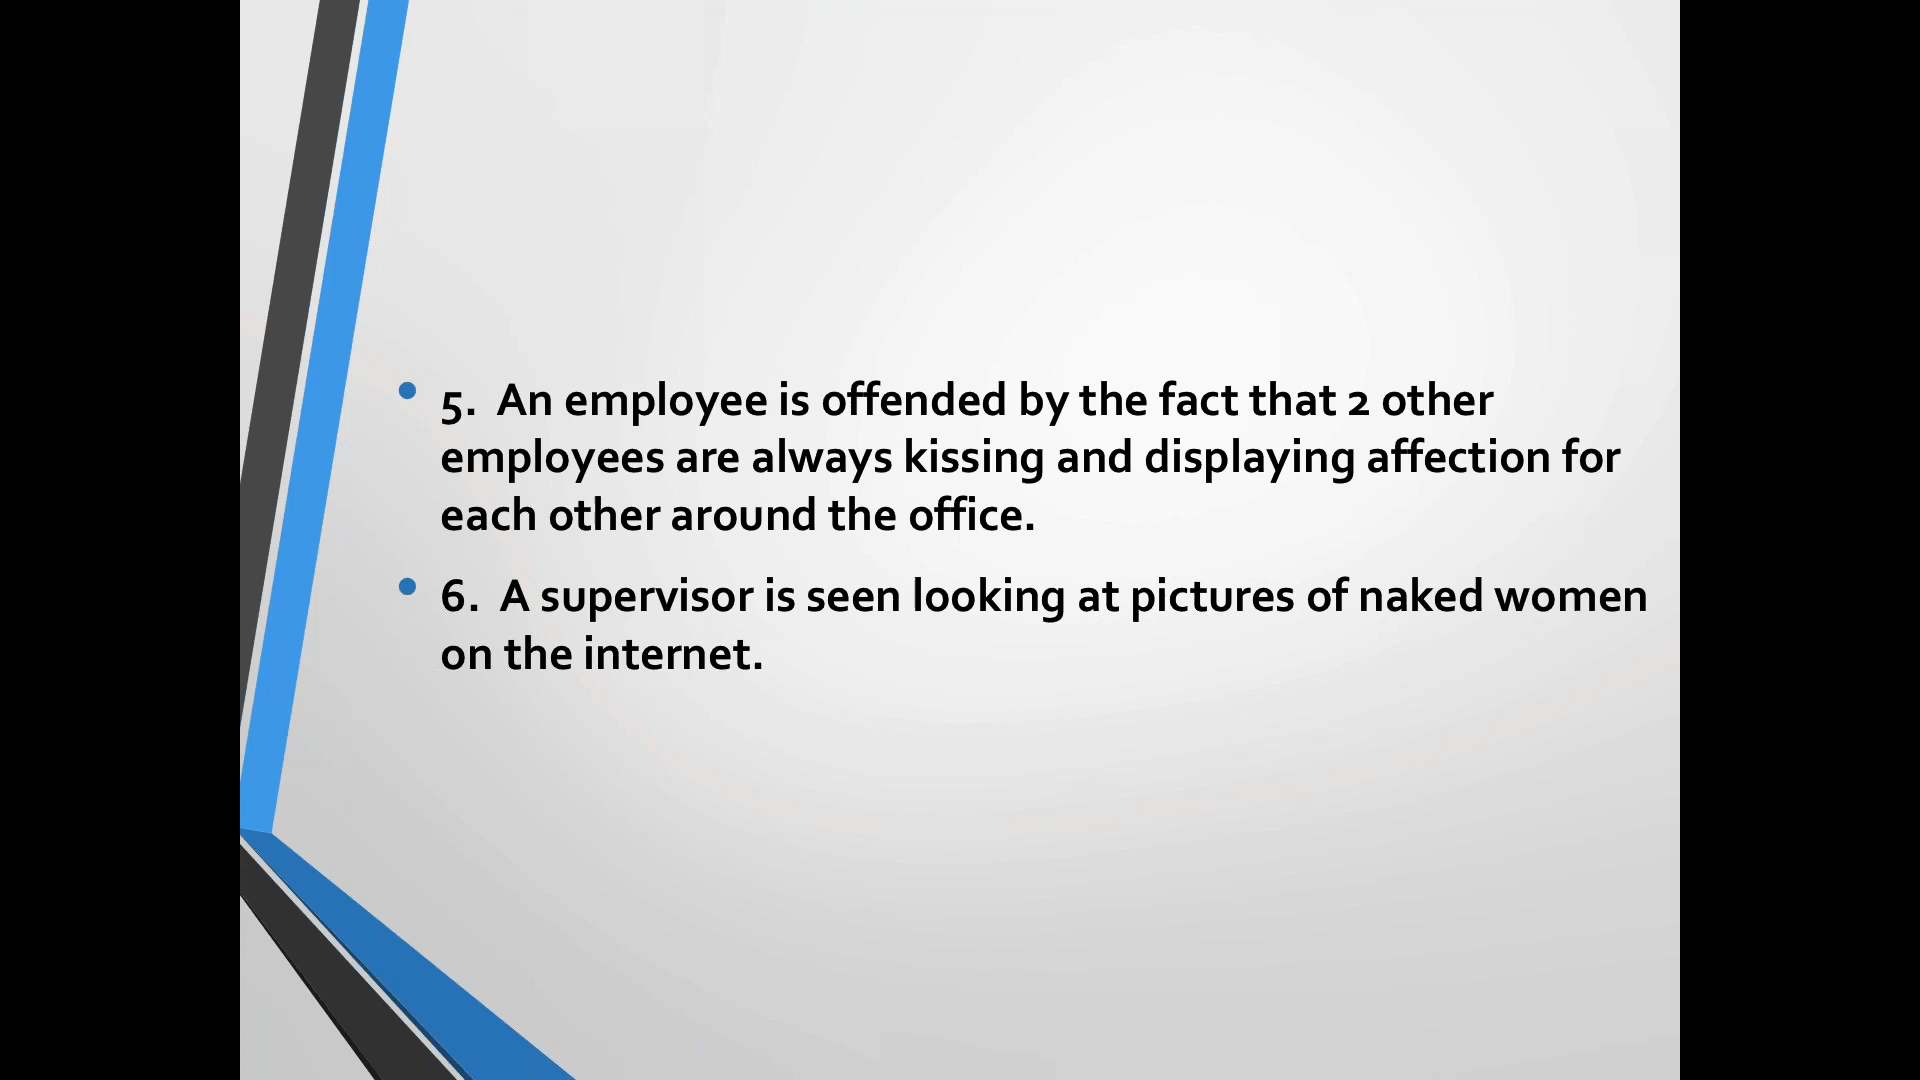 • 5.  An employee is offended by the fact that 2 other
employees are always kissing and displaying affection for
each other around the office.
• 6.  A supervisor is seen looking at pictures of naked women
on the internet.